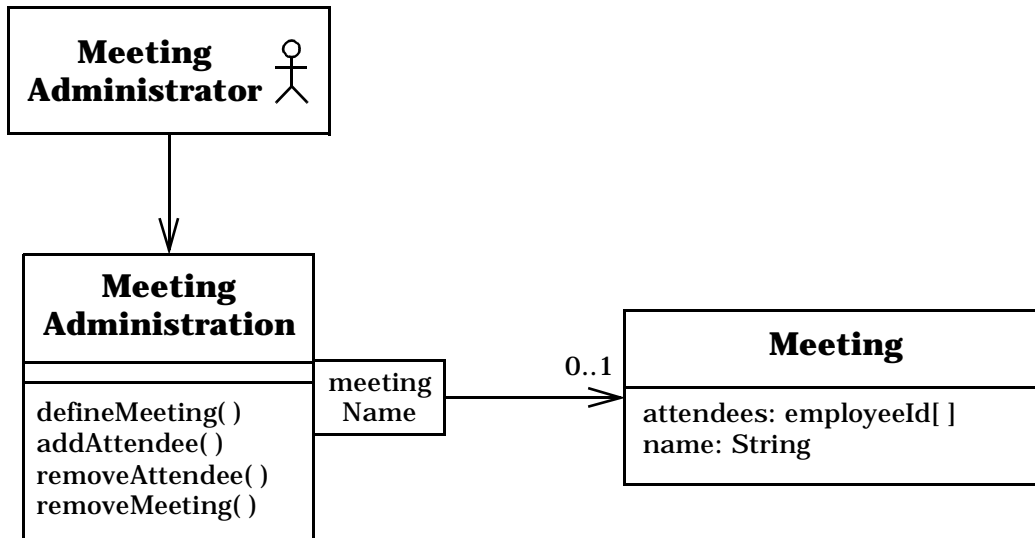 Meeting
Administrator
Meeting
Administration
defineMeeting( )
addAttendee( )
removeAttendee( )
removeMeeting( )
meeting
Name
0..1
Meeting
attendees: employeeId[ ]
name: String